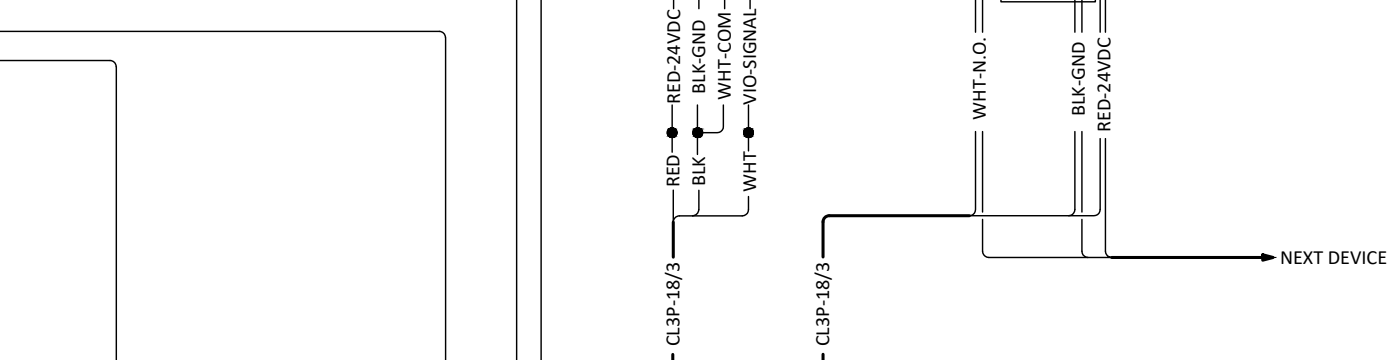 RED-24VDC
BLK-GND
WHT-COM
VIO-SIGNAL
WHT-N.O.
BLK-GND
RED-24VDC
RED
BLK
WHT
NEXT DEVICE
CL3P-18/3
CL3P-18/3